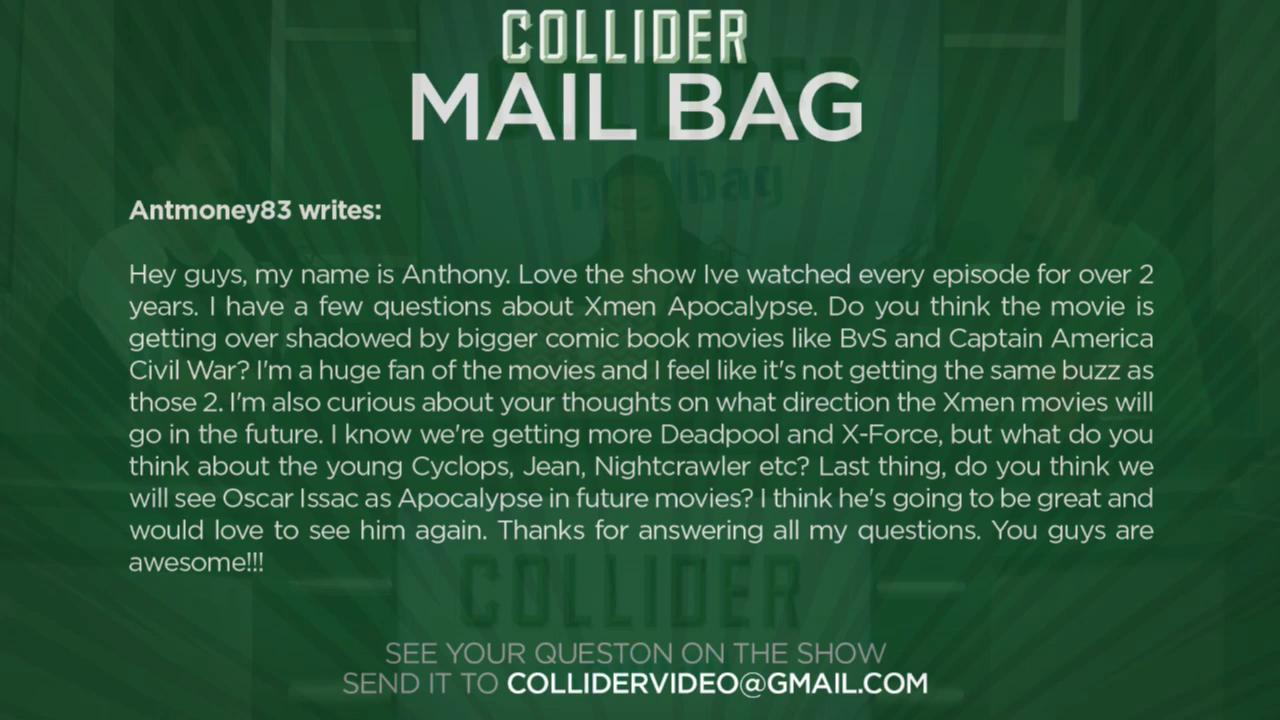 COLLIDER
MAIL BAG
Antmoney83 writes:
Hey guys, my name is Anthony. Love the show Ive watched every episode for over 2
years. I have a few questions about Xmen Apocalypse. Do you think the movie is
getting over shadowed by bigger comic book movies like BvS and Captain America
Civil War? I'm a huge fan of the movies and I feel like it's not getting the same buzz as
those 2. I'm also curious about your thoughts on what direction the Xmen movies will
go in the future. I know we're getting more Deadpool and X-Force, but what do you
think about the young Cyclops, Jean, Nightcrawler etc? Last thing, do you think we
will see Oscar Issac as Apocalypse in future movies? I think he's going to be great and
would love to see him again. Thanks for answering all my questions. You guys are
awesome!!!
COLLIDER
SEE YOUR QUESTON ON THE SHOW
SEND IT TO COLLIDERVIDEO@GMAIL.COM